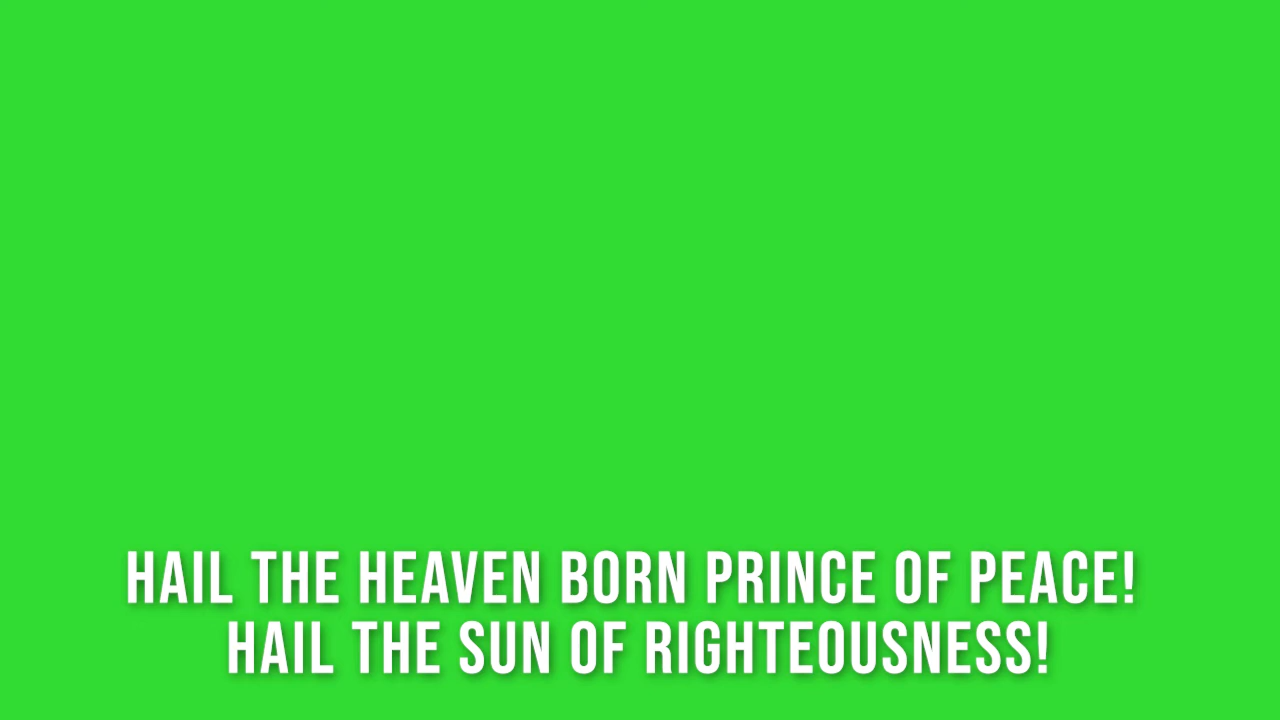 HAIL THE HEAVEN BORN PRINCE OF PEACE!
HAIL THE SUN OF RIGHTEOUSNESS!